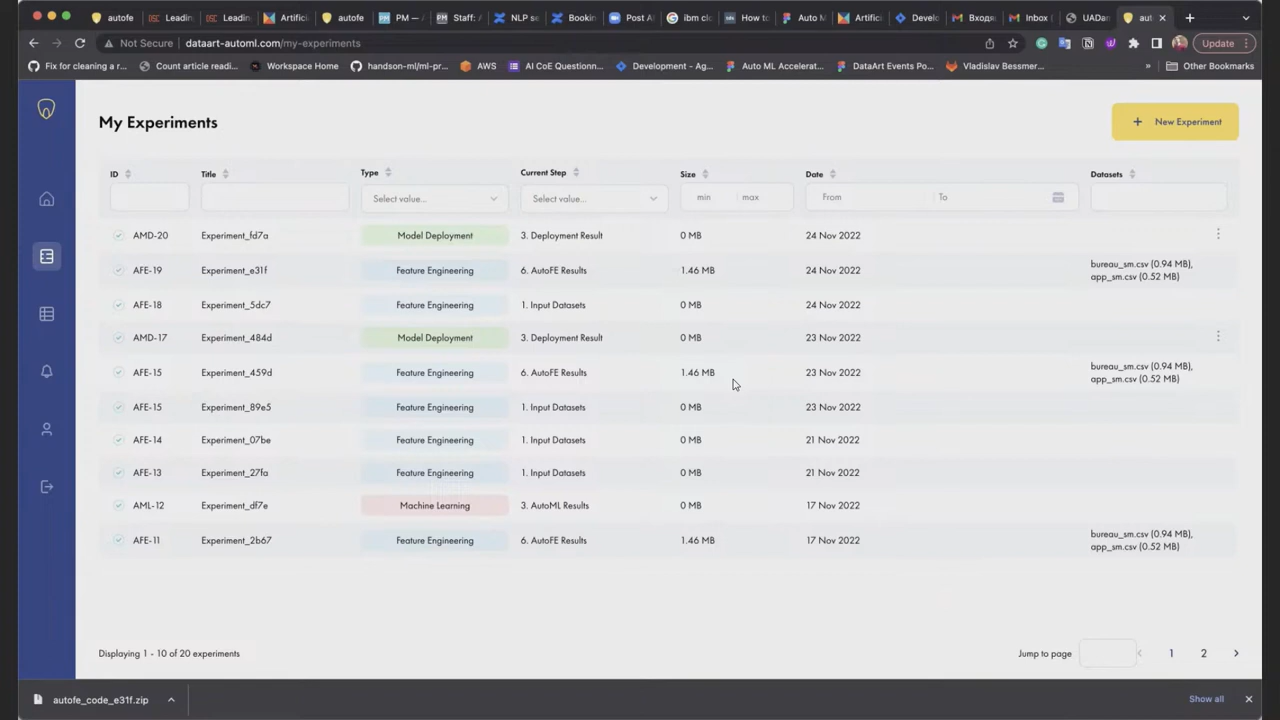 autofe
Leadin
Leadin
Artifici
autofe
PM —
Staff:
NLP se
Bookin
Post Al
ibm clo
How to
Auto M
Artificia
Develo
Входя
Inbox (
UADar
aut
Not Secure | dataart-automl.com/my-experiments
Update
Fix for cleaning a r...
Count article readi...
Workspace Home
handson-ml/ml-pr...
AWS
AI CoE Questionn...
Development - Ag...
Auto ML Accelerat...
DataArt Events Po...
Vladislav Bessmer...
»
Other Bookmarks
My Experiments
+ New Experiment
ID Title Type Current Step Size Date Datasets
Select value... Select value... min max From To
AMD-20 Experiment_fd7a Model Deployment 3. Deployment Result 0 MB 24 Nov 2022
AFE-19 Experiment_e31f Feature Engineering 6. AutoFE Results 1.46 MB 24 Nov 2022 bureau_sm.csv (0.94 MB),
app_sm.csv (0.52 MB)
AFE-18 Experiment_5dc7 Feature Engineering 1. Input Datasets 0 MB 24 Nov 2022
AMD-17 Experiment_484d Model Deployment 3. Deployment Result 0 MB 23 Nov 2022
AFE-15 Experiment_459d Feature Engineering 6. AutoFE Results 1.46 MB 23 Nov 2022 bureau_sm.csv (0.94 MB),
app_sm.csv (0.52 MB)
AFE-15 Experiment_89e5 Feature Engineering 1. Input Datasets 0 MB 23 Nov 2022
AFE-14 Experiment_07be Feature Engineering 1. Input Datasets 0 MB 21 Nov 2022
AFE-13 Experiment_27fa Feature Engineering 1. Input Datasets 0 MB 21 Nov 2022
AML-12 Experiment_df7e Machine Learning 3. AutoML Results 0 MB 17 Nov 2022
AFE-11 Experiment_2b67 Feature Engineering 6. AutoFE Results 1.46 MB 17 Nov 2022 bureau_sm.csv (0.94 MB),
app_sm.csv (0.52 MB)
Displaying 1 - 10 of 20 experiments
Jump to page 1 2
autofe_code_e31f.zip
Show all